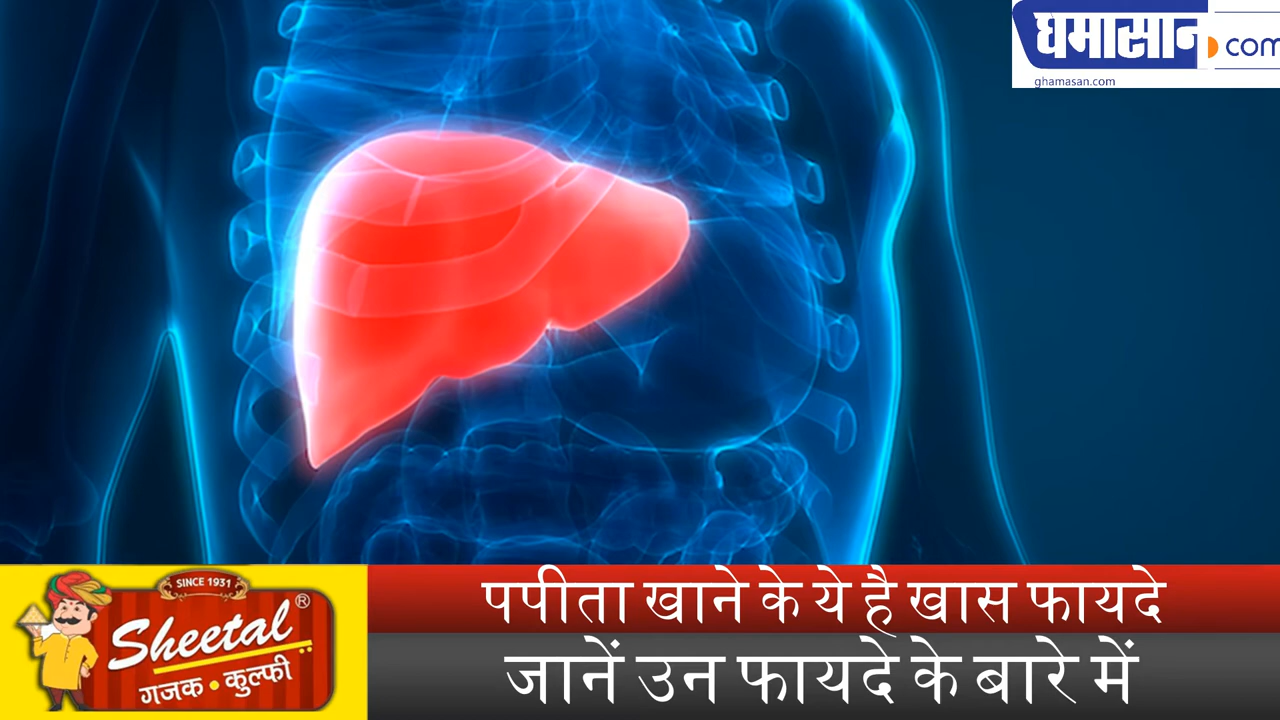 घमासान.com
ghamasan.com
SINCE 1931
Sheetal®
गजक • कुल्फी
पपीता खाने के ये है खास फायदे
जानें उन फायदे के बारे में